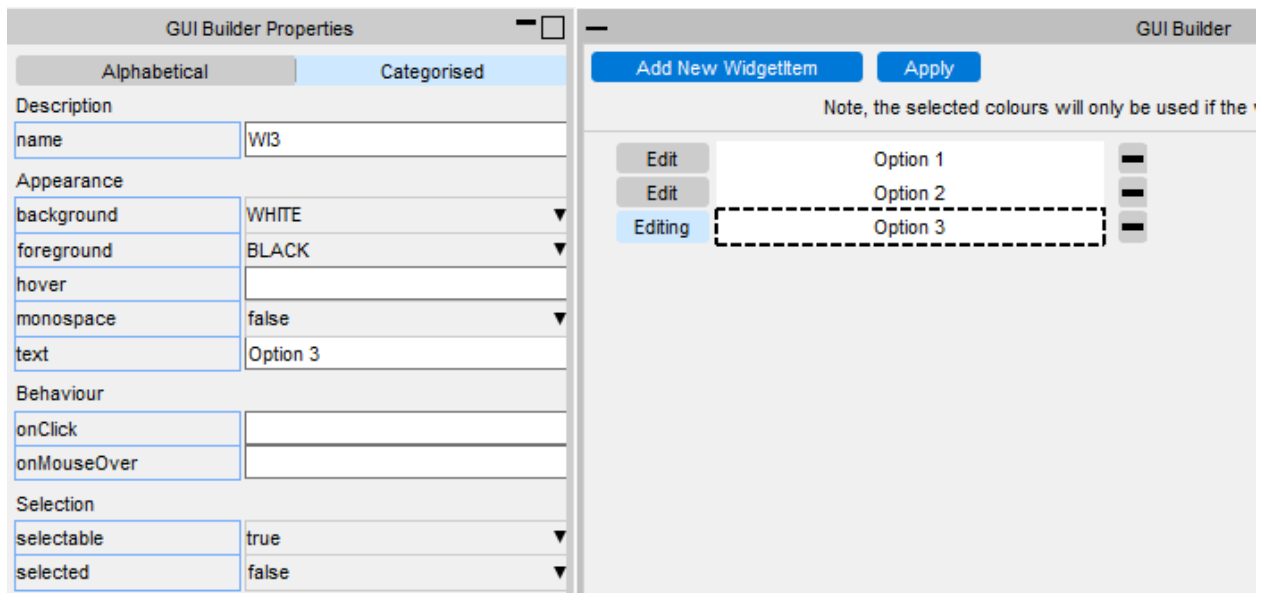 GUI Builder Properties
Alphabetical Categorised
Description
name WI3
Appearance
background WHITE
foreground BLACK
hover
monospace false
text Option 3
Behaviour
onClick
onMouseOver
Selection
selectable true
selected false
GUI Builder
Add New WidgetItem Apply
Note, the selected colours will only be used if the
Edit Option 1
Edit Option 2
Editing Option 3